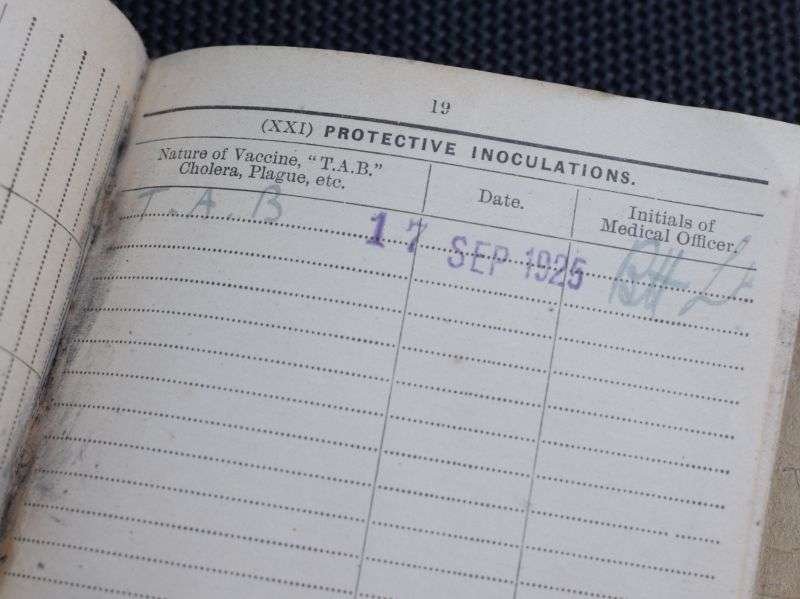 19
(XXI) PROTECTIVE INOCULATIONS.
Nature of Vaccine, "T.A.B."
Cholera, Plague, etc.
Date.
Initials of
Medical Officer.
T. A. B
17 SEP 1925